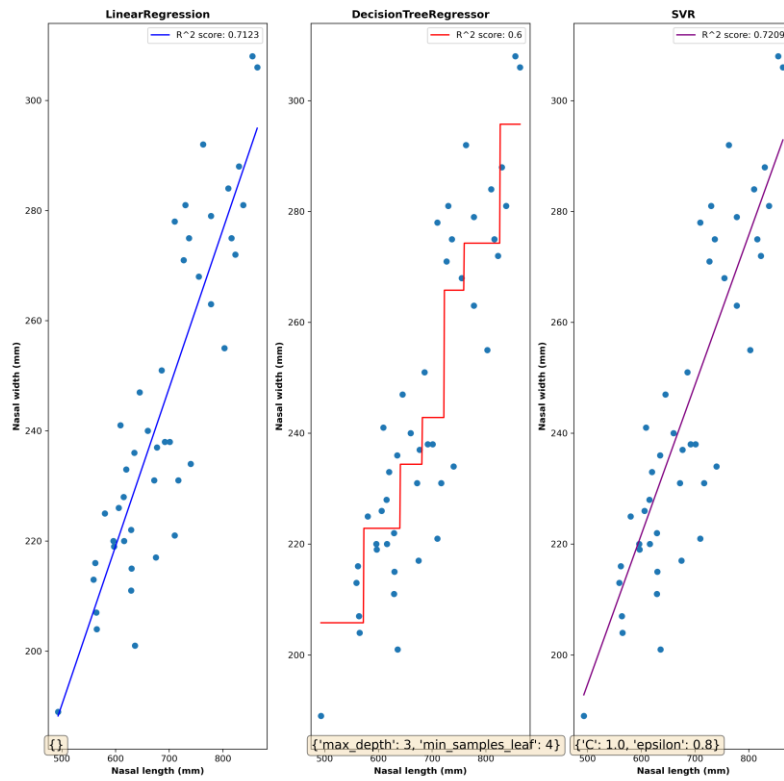 LinearRegression
R^2 score: 0.7123
Nasal width (mm)
300
280
260
240
220
200
500
600
700
800
{}
Nasal length (mm)
DecisionTreeRegressor
R^2 score: 0.6
Nasal width (mm)
300
280
260
240
220
200
500
600
700
800
{'max_depth': 3, 'min_samples_leaf': 4}
Nasal length (mm)
SVR
R^2 score: 0.7209
Nasal width (mm)
300
280
260
240
220
200
500
600
700
800
{'C': 1.0, 'epsilon': 0.8}
Nasal length (mm)